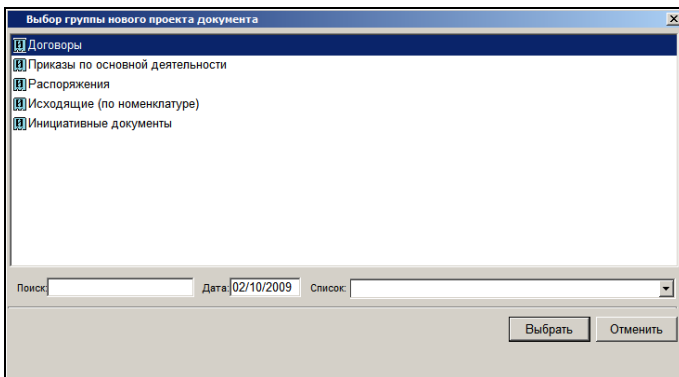 Выбор группы нового проекта документа
Договоры
Приказы по основной деятельности
Распоряжения
Исходящие (по номенклатуре)
Инициативные документы
Поиск: Дата: 02/10/2009 Список:
Выбрать Отменить